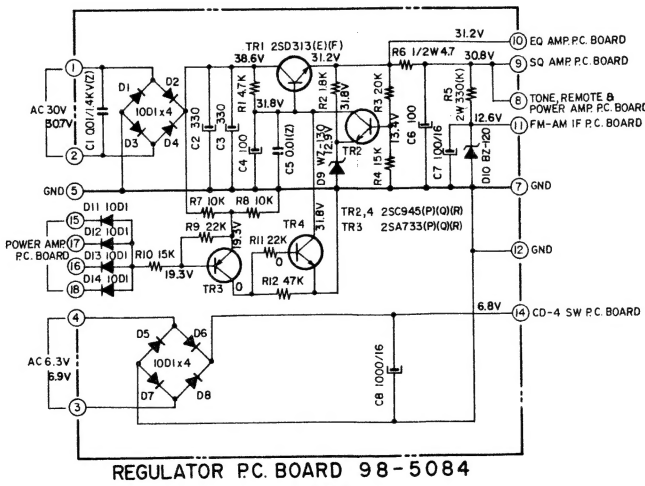 31.2V
10 EQ AMP. P.C. BOARD
TR1 2SD313(E)(F)
R6 1/2W 4.7
38.6V
31.2V
30.8V
9 SQ AMP. P.C. BOARD
1
D1
D2
10D1x4
D3
D4
AC 30V
30.7V
C1 0.01/1.4KV(Z)
2
C2 330
C3 330
R1 4.7K
31.8V
C4 100
C5 0.01(Z)
R2 1.8K
31.8V
R3 20K
TR2
13.4V
12.9V
D9 WZ-130
R4 15K
C6 100
R5
2W 330(K)
C7 100/16
12.6V
D10 BZ-120
8 TONE, REMOTE &
POWER AMP. P.C. BOARD
11 FM-AM IF P.C. BOARD
GND 5
7 GND
R7 10K
R8 10K
D11 10D1
15
R9 22K
D12 10D1
POWER AMP.
P.C. BOARD
17
D13 10D1
16
D14 10D1
18
R10 15K
19.3V
19.3V
TR3
0
TR4
31.8V
R11 22K
0
R12 47K
TR2,4 2SC945(P)(Q)(R)
TR3 2SA733(P)(Q)(R)
12 GND
6.8V
14 CD-4 SW P.C. BOARD
4
D5
D6
10D1x4
D7
D8
AC 6.3V
6.9V
3
C8 1000/16
REGULATOR P.C. BOARD 98-5084